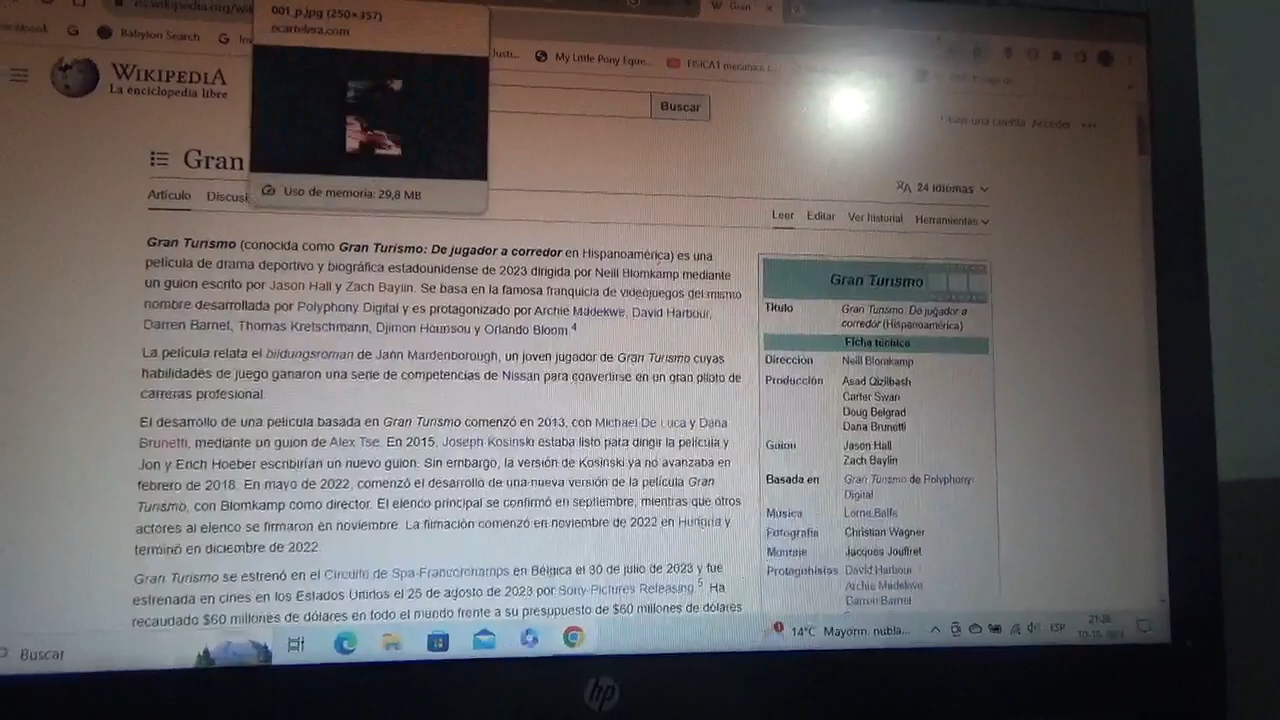 001_p.jpg (250×357)
ecartelera.com
es.wikipedia.org/wi
Babylon Search
My Little Pony Eque...
FISICA1
WIKIPEDIA
La enciclopedia libre
Buscar
Acceder
Gran
24 idiomas
Artículo
Leer Editar Ver historial Herramientas
Uso de memoria: 29,8 MB
Gran Turismo (conocida como Gran Turismo: De jugador a corredor en Hispanoamérica) es una
película de drama deportivo y biográfica estadounidense de 2023 dirigida por Neill Blomkamp mediante
un guion escrito por Jason Hall y Zach Baylin. Se basa en la famosa franquicia de videojuegos del mismo
nombre desarrollada por Polyphony Digital y es protagonizado por Archie Madekwe, David Harbour,
Darren Barnet, Thomas Kretschmann, Djimon Hounsou y Orlando Bloom.4
La película relata el bildungsroman de Jann Mardenborough, un joven jugador de Gran Turismo cuyas
habilidades de juego ganaron una serie de competencias de Nissan para convertirse en un gran piloto de
carreras profesional.
El desarrollo de una película basada en Gran Turismo comenzó en 2013, con Michael De Luca y Dana
Brunetti, mediante un guion de Alex Tse. En 2015, Joseph Kosinski estaba listo para dirigir la película y
Jon y Erich Hoeber escribirían un nuevo guion. Sin embargo, la versión de Kosinski ya no avanzaba en
febrero de 2018. En mayo de 2022, comenzó el desarrollo de una nueva versión de la película Gran
Turismo, con Blomkamp como director. El elenco principal se confirmó en septiembre, mientras que otros
actores al elenco se firmaron en noviembre. La filmación comenzó en noviembre de 2022 en Hungría y
terminó en diciembre de 2022.
Gran Turismo se estrenó en el Circuito de Spa-Francorchamps en Bélgica el 30 de julio de 2023 y fue
estrenada en cines en los Estados Unidos el 25 de agosto de 2023 por Sony Pictures Releasing.5 Ha
recaudado $60 millones de dólares en todo el mundo frente a su presupuesto de $60 millones de dólares
Gran Turismo
Título Gran Turismo: De jugador a
corredor (Hispanoamérica)
Ficha técnica
Dirección Neill Blomkamp
Producción Asad Qizilbash
Carter Swan
Doug Belgrad
Dana Brunetti
Guion Jason Hall
Zach Baylin
Basada en Gran Turismo de Polyphony
Digital
Música Lorne Balfe
Fotografía Christian Wagner
Montaje Jacques Jouffret
Protagonistas David Harbour
Archie Madekwe
Darren Barnet
Buscar
14°C Mayorm. nubla...
ESP
hp